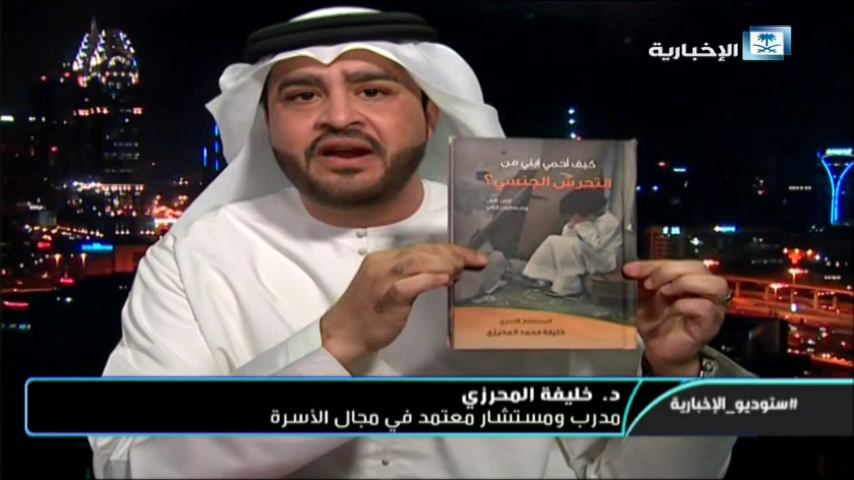 الإخبارية
كيف أحمي ابني من
التحرش الجنسي؟
المستشار الأسري
خليفة محمد المحرزي
د. خليفة المحرزي
مدرب ومستشار معتمد في مجال الأسرة
#ستوديو_الإخبارية